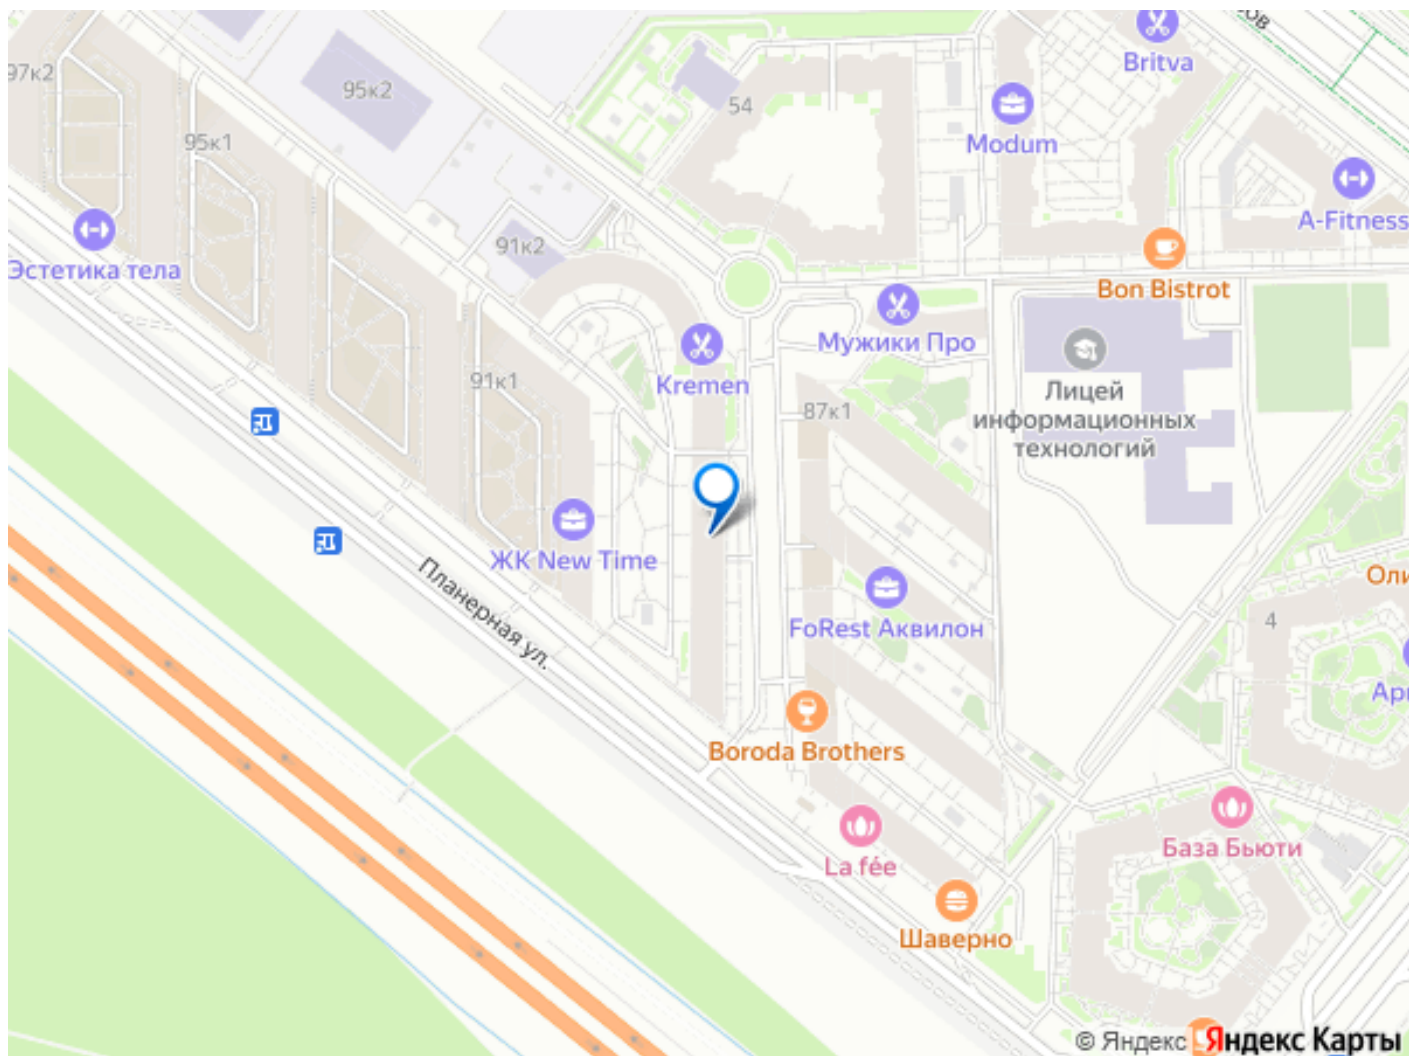 Britva
97к2
95к2
54
Modum
95к1
A-Fitness
91к2
Эстетика тела
Bon Bistrot
Мужики Про
Kremen
91к1
87к1
Лицей
информационных
технологий
ЖК New Time
Планерная ул.
FoRest Аквилон
4
Boroda Brothers
La fée
База Бьюти
Шаверно
© Яндекс Яндекс Карты